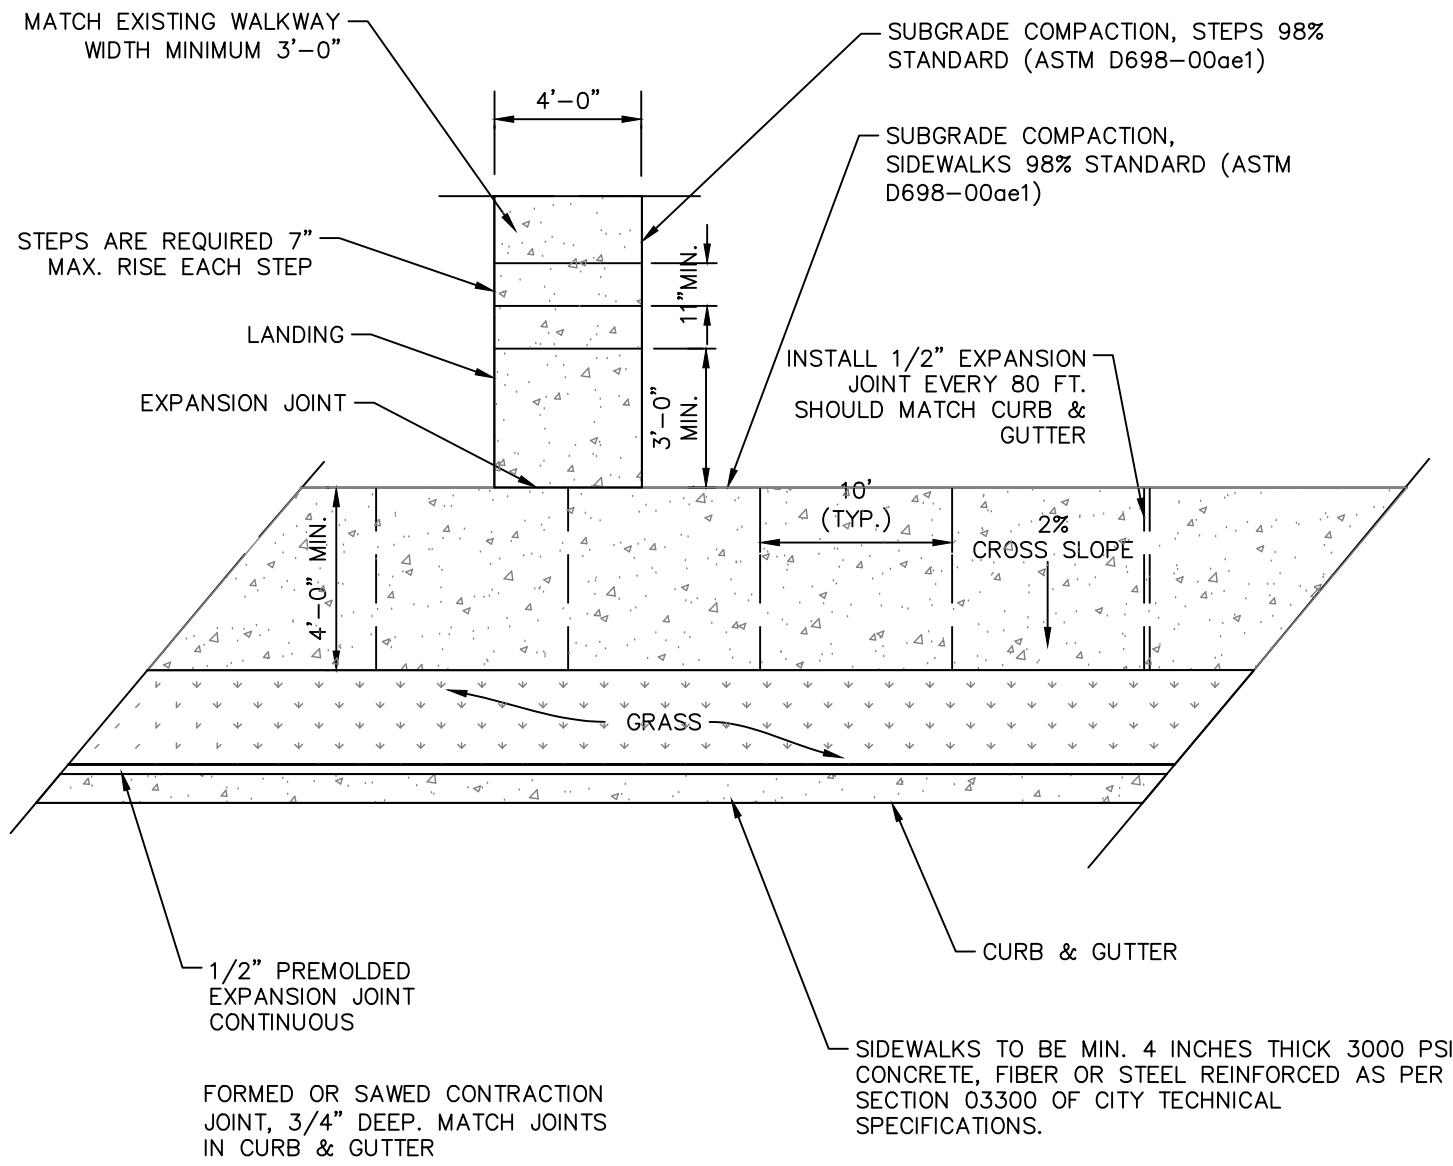 MATCH EXISTING WALKWAY
WIDTH MINIMUM 3'-0"
SUBGRADE COMPACTION, STEPS 98%
STANDARD (ASTM D698-00ae1)
4'-0"
SUBGRADE COMPACTION,
SIDEWALKS 98% STANDARD (ASTM
D698-00ae1)
STEPS ARE REQUIRED 7"
MAX. RISE EACH STEP
11"MIN.
LANDING
INSTALL 1/2" EXPANSION
JOINT EVERY 80 FT.
SHOULD MATCH CURB &
GUTTER
EXPANSION JOINT
3'-0"
MIN.
10'
(TYP.)
2%
CROSS SLOPE
4'-0" MIN.
GRASS
CURB & GUTTER
1/2" PREMOLDED
EXPANSION JOINT
CONTINUOUS
SIDEWALKS TO BE MIN. 4 INCHES THICK 3000 PSI
CONCRETE, FIBER OR STEEL REINFORCED AS PER
SECTION 03300 OF CITY TECHNICAL
SPECIFICATIONS.
FORMED OR SAWED CONTRACTION
JOINT, 3/4" DEEP. MATCH JOINTS
IN CURB & GUTTER